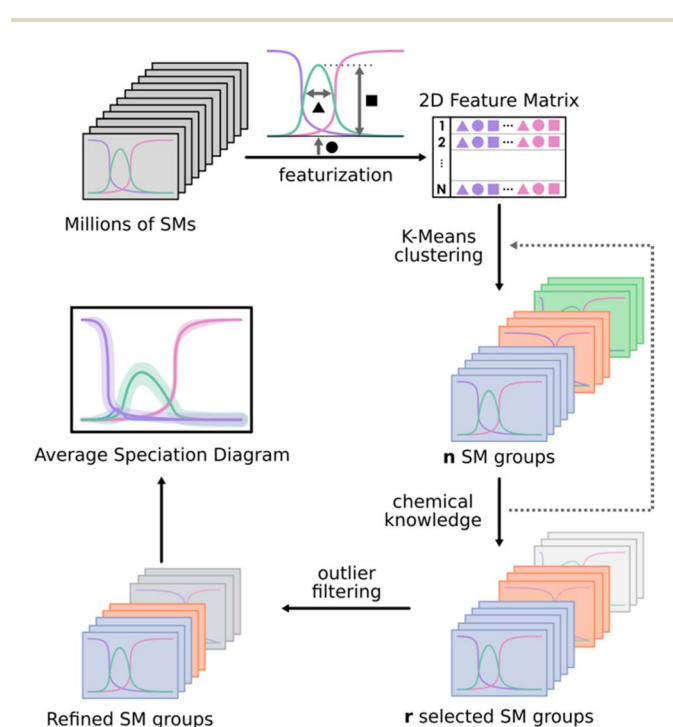 2D Feature Matrix
1
2
⋮
N
...
...
...
featurization
Millions of SMs
K-Means
clustering
n SM groups
chemical
knowledge
r selected SM groups
outlier
filtering
Refined SM groups
Average Speciation Diagram